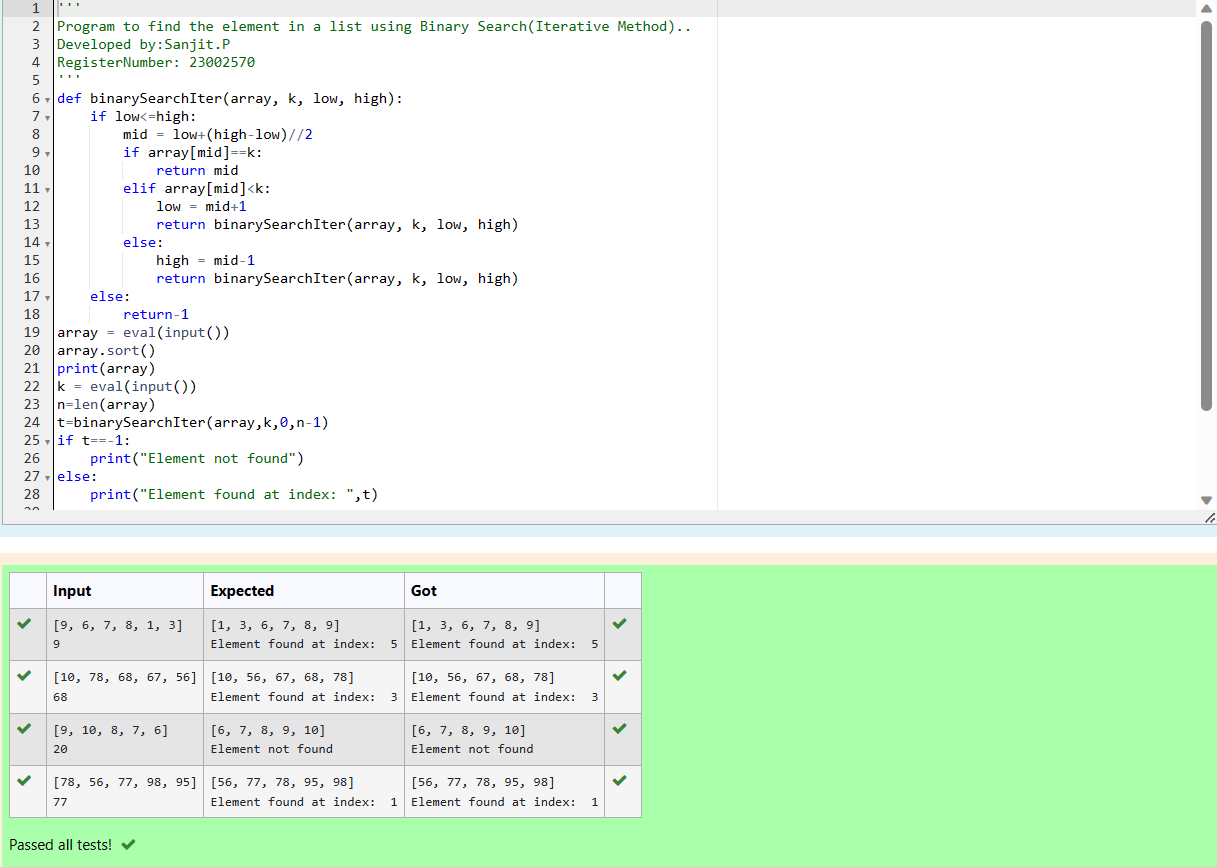 1 '''
2 Program to find the element in a list using Binary Search(Iterative Method)..
3 Developed by:Sanjit.P
4 RegisterNumber: 23002570
5 '''
6 def binarySearchIter(array, k, low, high):
7     if low<=high:
8         mid = low+(high-low)//2
9         if array[mid]==k:
10             return mid
11         elif array[mid]<k:
12             low = mid+1
13             return binarySearchIter(array, k, low, high)
14         else:
15             high = mid-1
16             return binarySearchIter(array, k, low, high)
17     else:
18         return-1
19 array = eval(input())
20 array.sort()
21 print(array)
22 k = eval(input())
23 n=len(array)
24 t=binarySearchIter(array,k,0,n-1)
25 if t==-1:
26     print("Element not found")
27 else:
28     print("Element found at index: ",t)
Input Expected Got
[9, 6, 7, 8, 1, 3] [1, 3, 6, 7, 8, 9] [1, 3, 6, 7, 8, 9]
9 Element found at index:  5 Element found at index:  5
[10, 78, 68, 67, 56] [10, 56, 67, 68, 78] [10, 56, 67, 68, 78]
68 Element found at index:  3 Element found at index:  3
[9, 10, 8, 7, 6] [6, 7, 8, 9, 10] [6, 7, 8, 9, 10]
20 Element not found Element not found
[78, 56, 77, 98, 95] [56, 77, 78, 95, 98] [56, 77, 78, 95, 98]
77 Element found at index:  1 Element found at index:  1
Passed all tests!